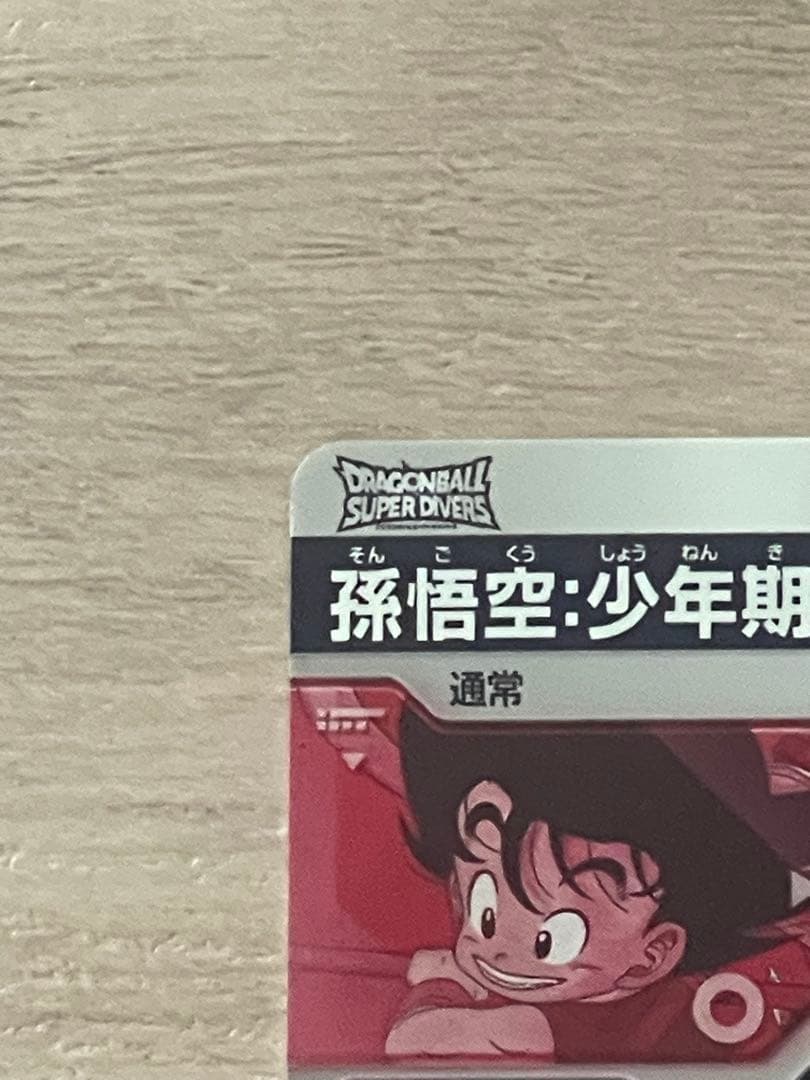 DRAGONBALL
SUPER DIVERS
そん ご くう しょう ねん き
孫悟空:少年期
通常